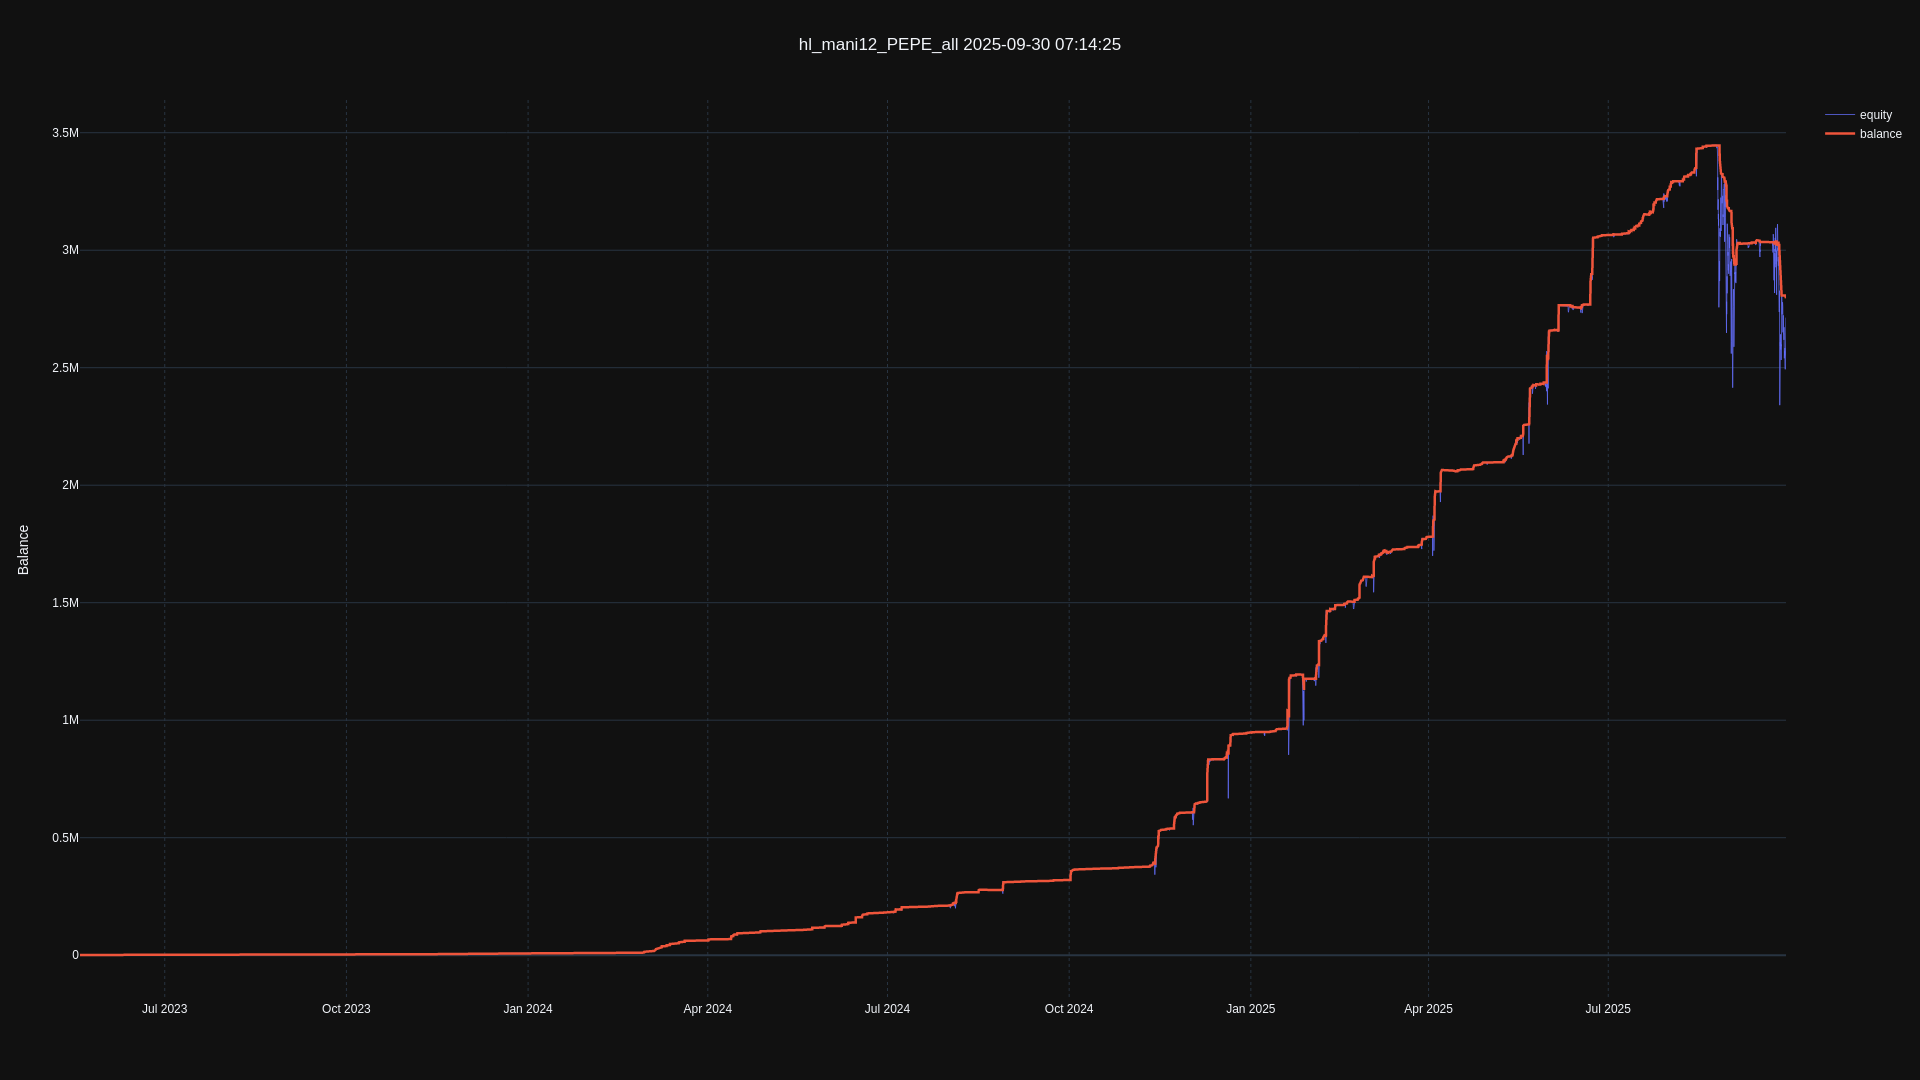 hl_mani12_PEPE_all 2025-09-30 07:14:25
equity
balance
3.5M
3M
2.5M
2M
1.5M
1M
0.5M
0
Balance
Jul 2023
Oct 2023
Jan 2024
Apr 2024
Jul 2024
Oct 2024
Jan 2025
Apr 2025
Jul 2025